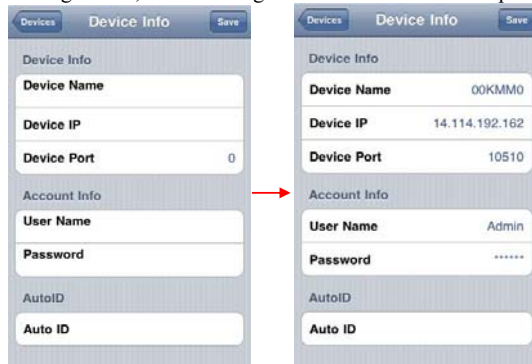 Devices Device Info Save
Device Info
Device Name
Device IP
Device Port 0
Account Info
User Name
Password
AutoID
Auto ID
Devices Device Info Save
Device Info
Device Name 00KMM0
Device IP 14.114.192.162
Device Port 10510
Account Info
User Name Admin
Password ••••••
AutoID
Auto ID